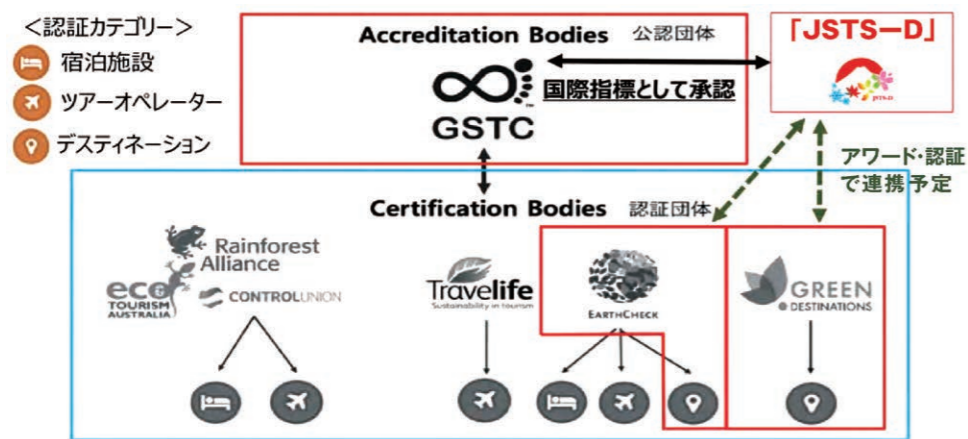 ＜認証カテゴリー＞
宿泊施設
ツアーオペレーター
デスティネーション
Accreditation Bodies 公認団体
GSTC
国際指標として承認
「JSTS－D」
JSTS-D
アワード・認証
で連携予定
Certification Bodies 認証団体
Rainforest
Alliance
eco
TOURISM
AUSTRALIA
CONTROLUNION
Travelife
Sustainability in tourism
EARTHCHECK
GREEN
DESTINATIONS